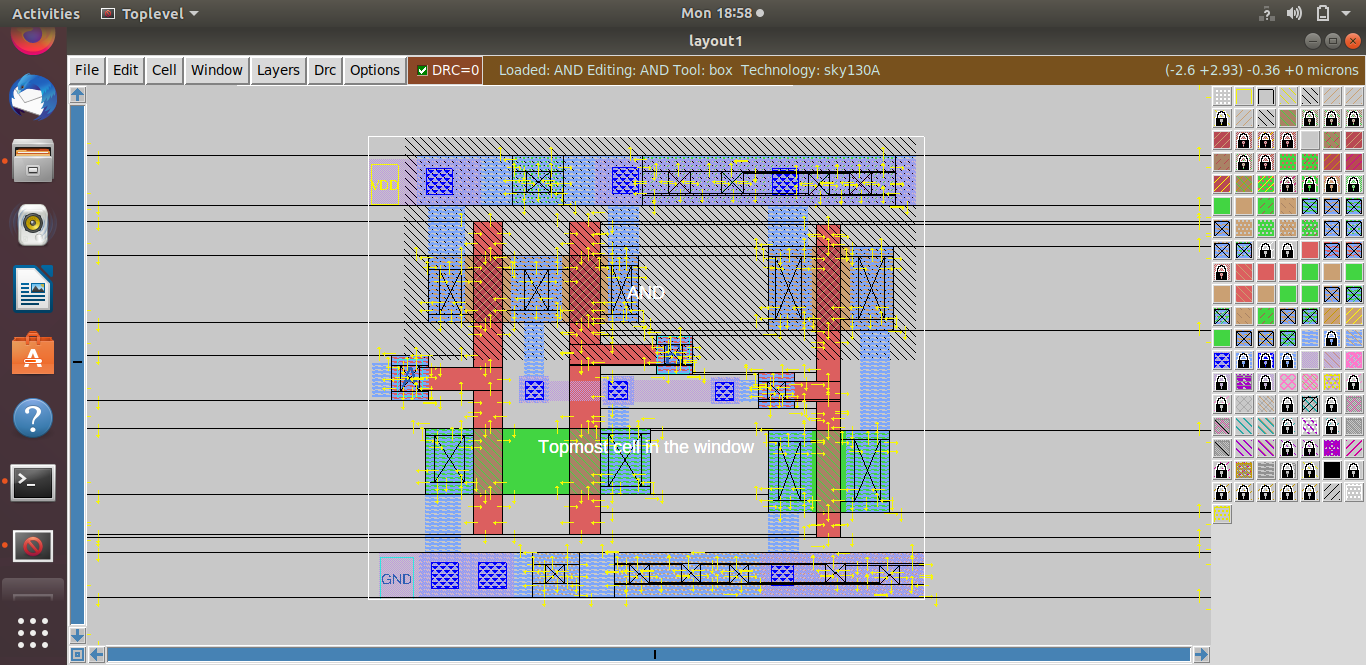 Activities Toplevel Mon 18:58
layout1
File Edit Cell Window Layers Drc Options DRC=0 Loaded: AND Editing: AND Tool: box Technology: sky130A (-2.6 +2.93) -0.36 +0 microns
VDD
AND
Topmost cell in the window
GND